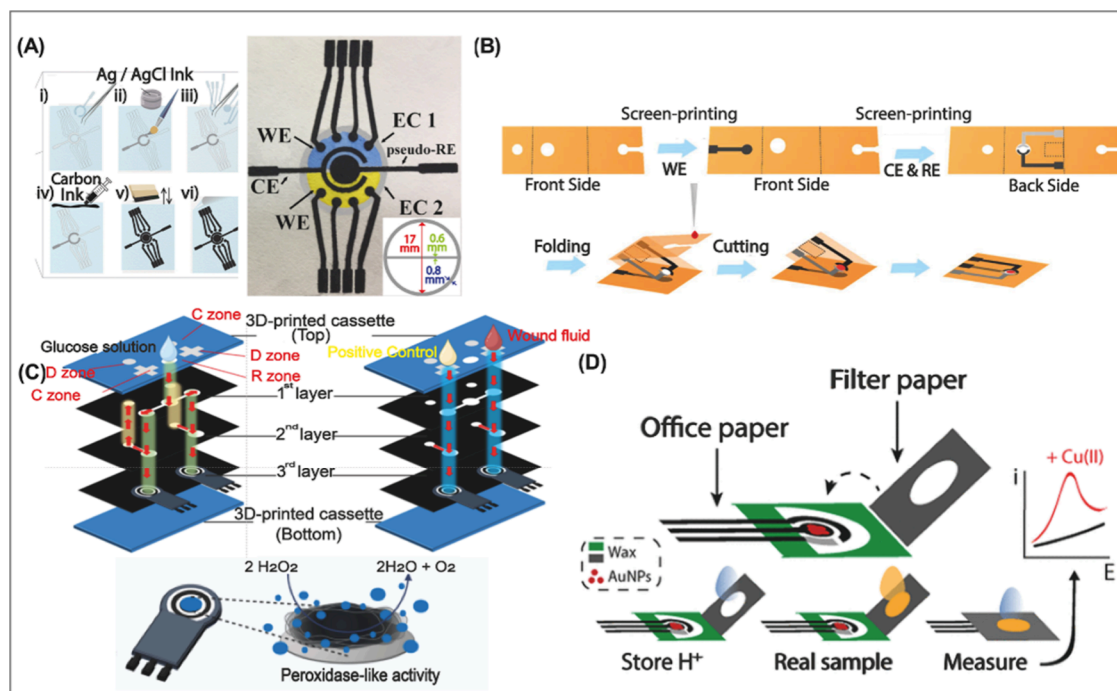 (A)
Ag / AgCl Ink
i)
ii)
iii)
Carbon
Ink
iv)
v)
vi)
WE
EC 1
pseudo-RE
CE
WE
EC 2
17
mm
0.6
mm
0.8
mm
(B)
Screen-printing
Screen-printing
WE
CE & RE
Front Side
Front Side
Back Side
Folding
Cutting
(C)
C zone
3D-printed cassette
(Top)
Glucose solution
D zone
D zone
R zone
C zone
Wound fluid
Positive Control
1st layer
2nd layer
3rd layer
3D-printed cassette
(Bottom)
2 H2O2
2H2O + O2
Peroxidase-like activity
(D)
Filter paper
Office paper
+ Cu(II)
i
E
Wax
AuNPs
Store H+
Real sample
Measure